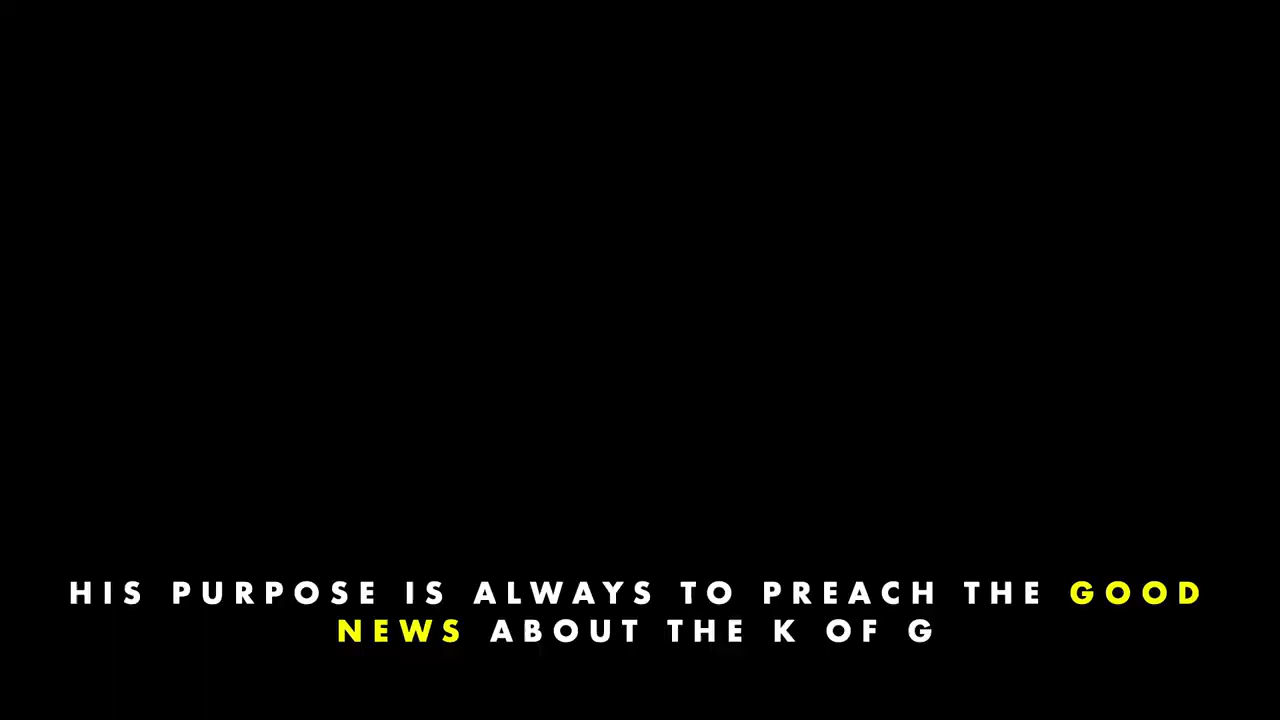 HIS PURPOSE IS ALWAYS TO PREACH THE GOOD
NEWS ABOUT THE K OF G